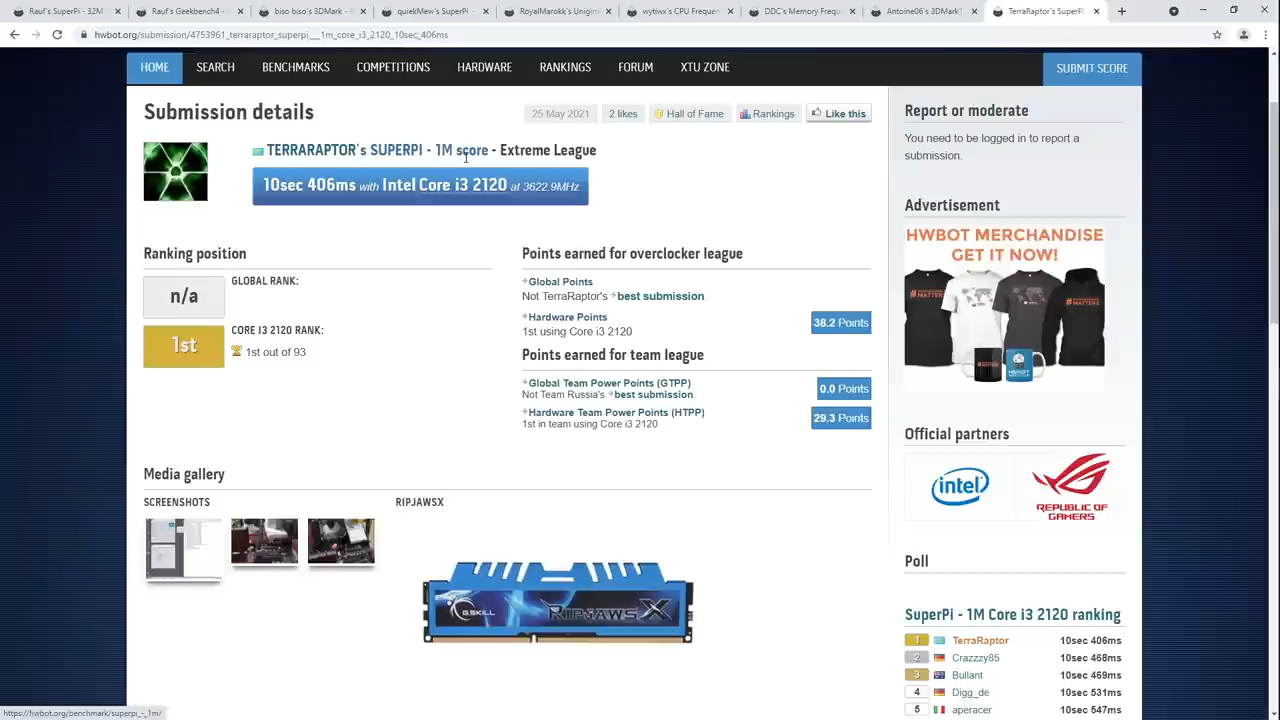 Rauf's SuperPi - 32M
Rauf's Geekbench4 -
biso biso's 3DMark -
quiekMew's SuperPi -
RoyalMarokk's Unigin
wytiwx's CPU Frequen
DDC's Memory Freque
Antoine06's 3DMark1
TerraRaptor's SuperPi
hwbot.org/submission/4753961_terraraptor_superpi___1m_core_i3_2120_10sec_406ms
HOME
SEARCH
BENCHMARKS
COMPETITIONS
HARDWARE
RANKINGS
FORUM
XTU ZONE
SUBMIT SCORE
Submission details
25 May 2021
2 likes
Hall of Fame
Rankings
Like this
TERRARAPTOR's SUPERPI - 1M score - Extreme League
10sec 406ms with Intel Core i3 2120 at 3622.9MHz
Ranking position
n/a
GLOBAL RANK:
1st
CORE I3 2120 RANK:
1st out of 93
Points earned for overclocker league
Global Points
Not TerraRaptor's best submission.
Hardware Points
1st using Core i3 2120
38.2 Points
Points earned for team league
Global Team Power Points (GTPP)
Not Team Russia's best submission.
0.0 Points
Hardware Team Power Points (HTPP)
1st in team using Core i3 2120
29.3 Points
Media gallery
SCREENSHOTS
RIPJAWSX
G.SKILL
RIPJAWS X
Report or moderate
You need to be logged in to report a
submission.
Advertisement
HWBOT MERCHANDISE
GET IT NOW!
Official partners
intel
REPUBLIC OF
GAMERS
Poll
SuperPi - 1M Core i3 2120 ranking
1 TerraRaptor 10sec 406ms
2 Crazzzy85 10sec 468ms
3 Bullant 10sec 469ms
4 Digg_de 10sec 531ms
5 aperacer 10sec 547ms
https://hwbot.org/benchmark/superpi_-_1m/